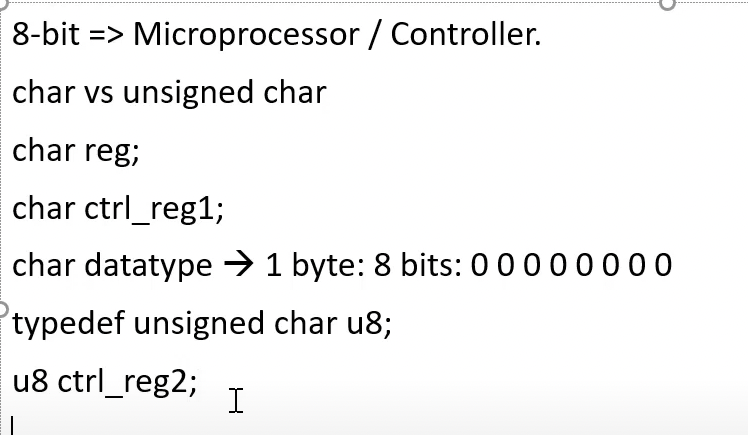 8-bit => Microprocessor / Controller.
char vs unsigned char
char reg;
char ctrl_reg1;
char datatype → 1 byte: 8 bits: 0 0 0 0 0 0 0 0
typedef unsigned char u8;
u8 ctrl_reg2;